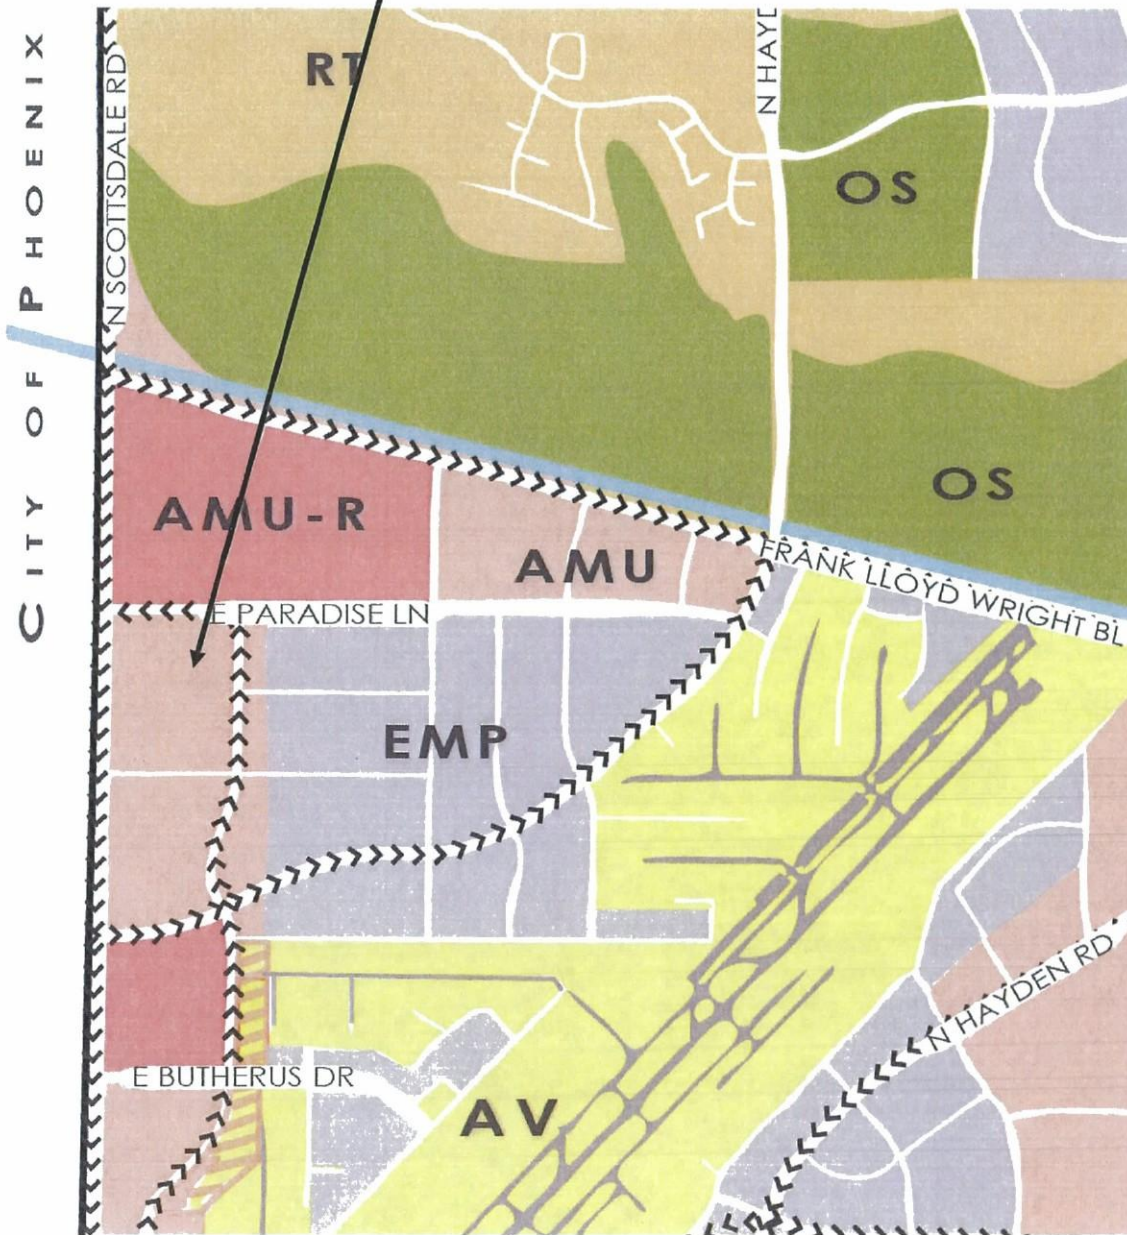 CITY OF PHOENIX
N SCOTTSDALE RD
RT
N HAYD
OS
OS
AMU-R
AMU
FRANK LLOYD WRIGHT BL
E PARADISE LN
EMP
N HAYDEN RD
E BUTHERUS DR
AV